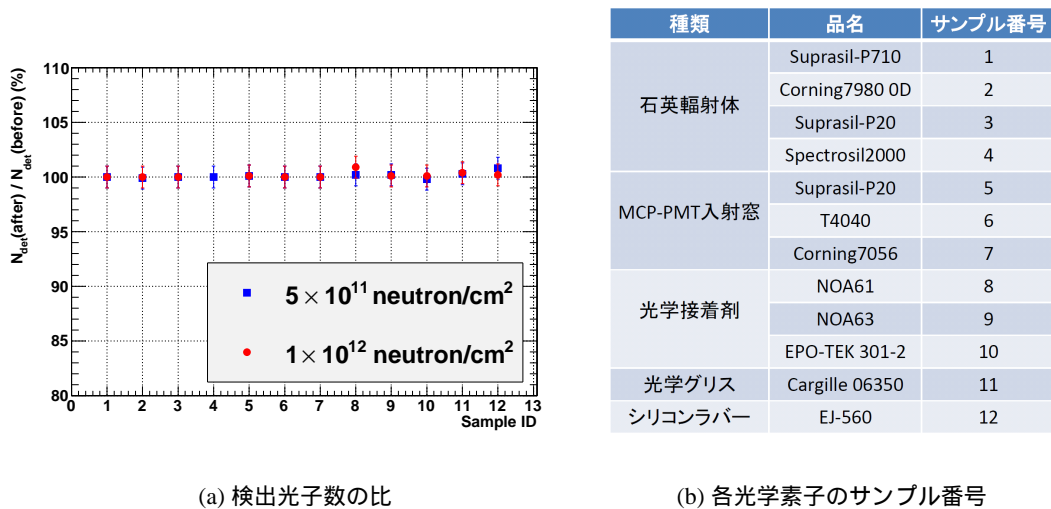 N_det(after) / N_det(before) (%)
110
105
100
95
90
85
80
5 × 10^11 neutron/cm^2
1 × 10^12 neutron/cm^2
0 1 2 3 4 5 6 7 8 9 10 11 12 13
Sample ID
(a) 検出光子数の比
種類 品名 サンプル番号
石英輻射体
Suprasil-P710 1
Corning7980 0D 2
Suprasil-P20 3
Spectrosil2000 4
MCP-PMT入射窓
Suprasil-P20 5
T4040 6
Corning7056 7
光学接着剤
NOA61 8
NOA63 9
EPO-TEK 301-2 10
光学グリス Cargille 06350 11
シリコンラバー EJ-560 12
(b) 各光学素子のサンプル番号